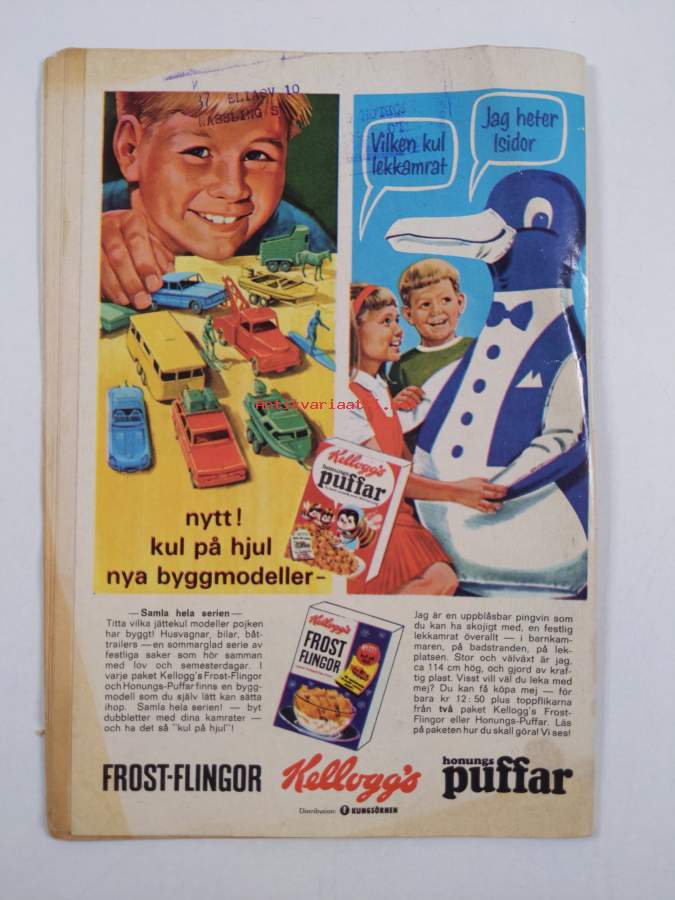 37 ELIASV 10
WASSLING S
Vilken kul
lekkamrat
Jag heter
Isidor
Antikvariaatti.
Kellogg's
honungs
puffar
nytt!
kul på hjul
nya byggmodeller-
—Samla hela serien—
Titta vilka jättekul modeller pojken
har byggt! Husvagnar, bilar, båt-
trailers — en sommarglad serie av
festliga saker som hör samman
med lov och semesterdagar. I
varje paket Kellogg's Frost-Flingor
och Honungs-Puffar finns en bygg-
modell som du själv lätt kan sätta
ihop. Samla hela serien! — byt
dubbletter med dina kamrater —
och ha det så "kul på hjul"!
Kellogg's
FROST
FLINGOR
Jag är en uppblåsbar pingvin som
du kan ha skojigt med, en festlig
lekkamrat överallt — i barnkam-
maren, på badstranden, på lek-
platsen. Stor och välväxt är jag,
ca 114 cm hög, och gjord av kraf-
tig plast. Visst vill väl du leka med
mej? Du kan få köpa mej — för
bara kr 12:50 plus toppflikarna
från två paket Kellogg's Frost-
Flingor eller Honungs-Puffar. Läs
på paketen hur du skall göra! Vi ses!
FROST-FLINGOR
Kellogg's
honungs
puffar
Distribution: KUNGSÖRNEN